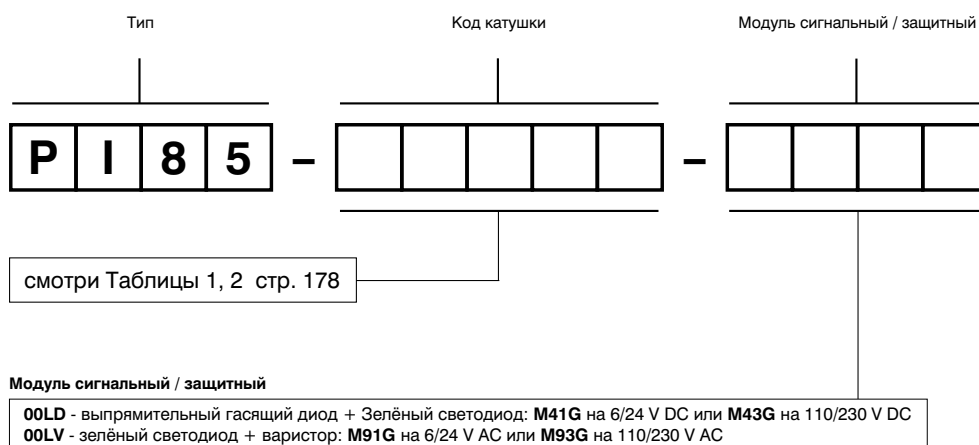 Тип Код катушки Модуль сигнальный / защитный
P I 8 5 – –
смотри Таблицы 1, 2 стр. 178
Модуль сигнальный / защитный
00LD - выпрямительный гасящий диод + Зелёный светодиод: M41G на 6/24 V DC или M43G на 110/230 V DC
00LV - зелёный светодиод + варистор: M91G на 6/24 V AC или M93G на 110/230 V AC